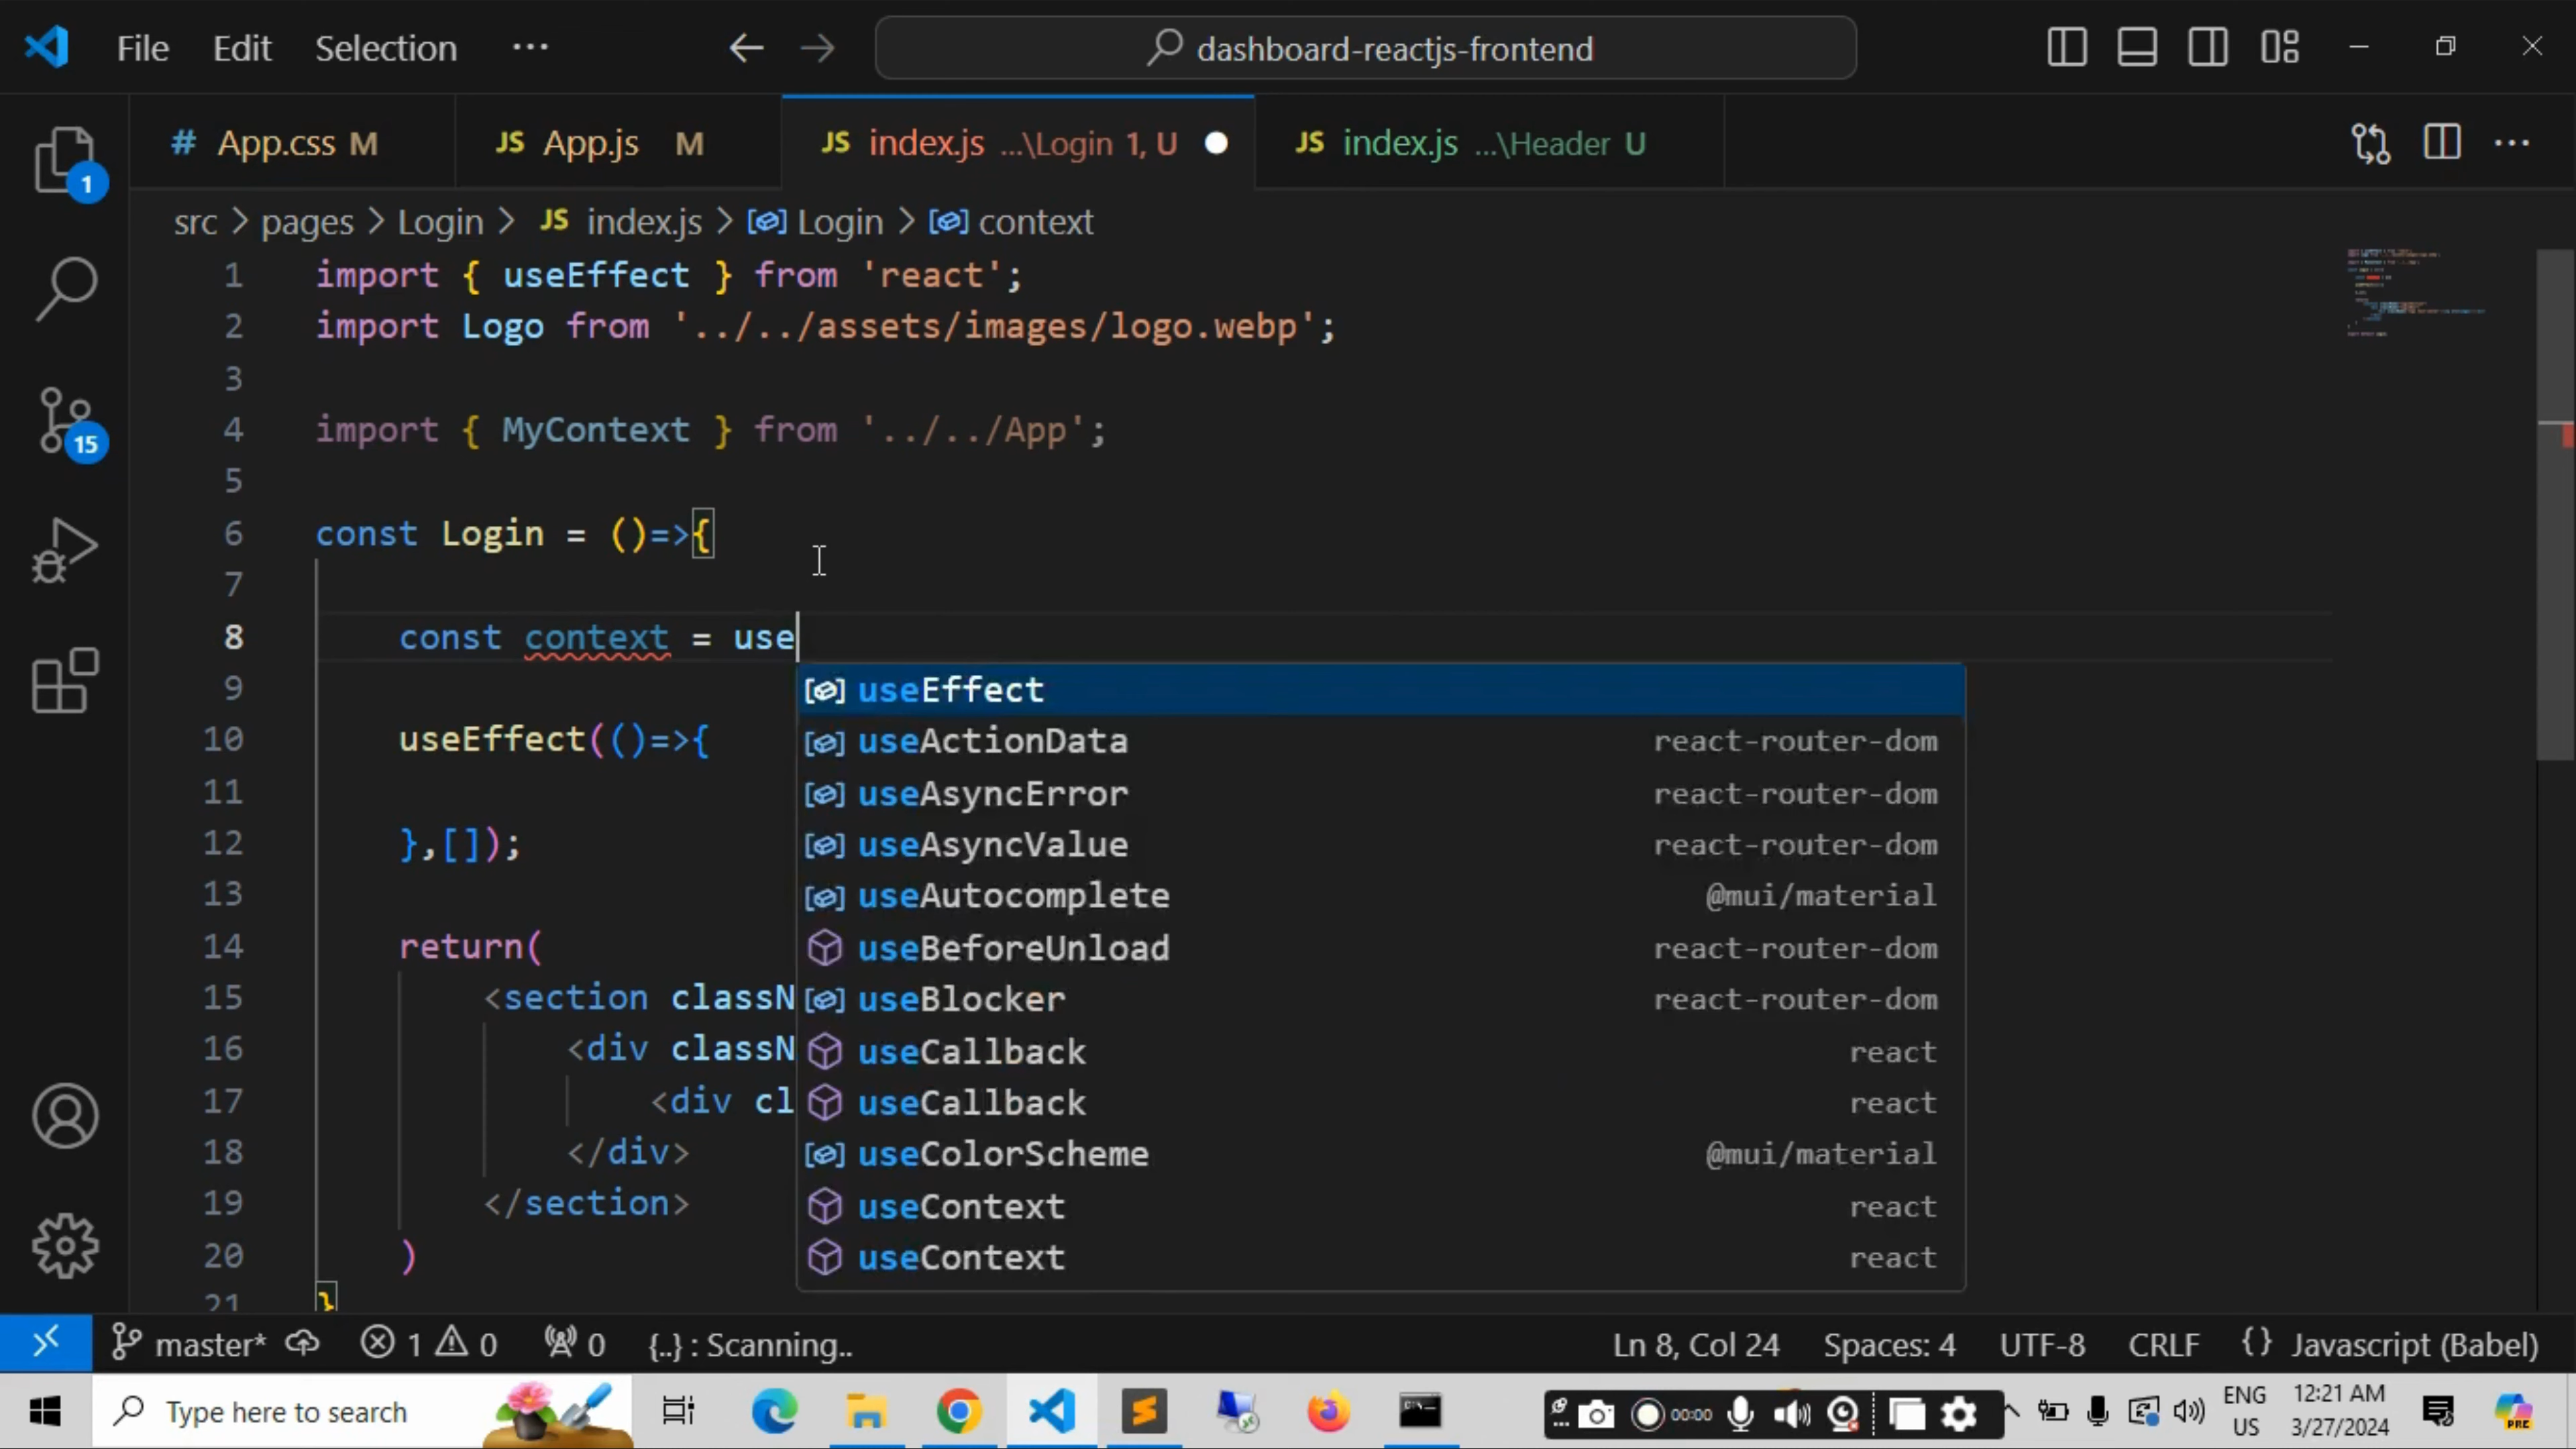 File Edit Selection ··· dashboard-reactjs-frontend
# App.css M JS App.js M JS index.js ...\Login 1, U JS index.js ...\Header U
1
src > pages > Login > JS index.js > Login > context
1 import { useEffect } from 'react';
2 import Logo from '../../assets/images/logo.webp';
3
4 import { MyContext } from '../../App';
15
5
6 const Login = ()=>{
7
8 const context = use
9 useEffect
10 useEffect(()=>{ useActionData react-router-dom
11 useAsyncError react-router-dom
12 },[]); useAsyncValue react-router-dom
13 useAutocomplete @mui/material
14 return( useBeforeUnload react-router-dom
15 <section classN useBlocker react-router-dom
16 <div classN useCallback react
17 <div cl useCallback react
18 </div> useColorScheme @mui/material
19 </section> useContext react
20 ) useContext react
21 }
master* 1 0 0 {..} : Scanning.. Ln 8, Col 24 Spaces: 4 UTF-8 CRLF {} Javascript (Babel)
Type here to search 00:00 ENG US 12:21 AM 3/27/2024 PRE